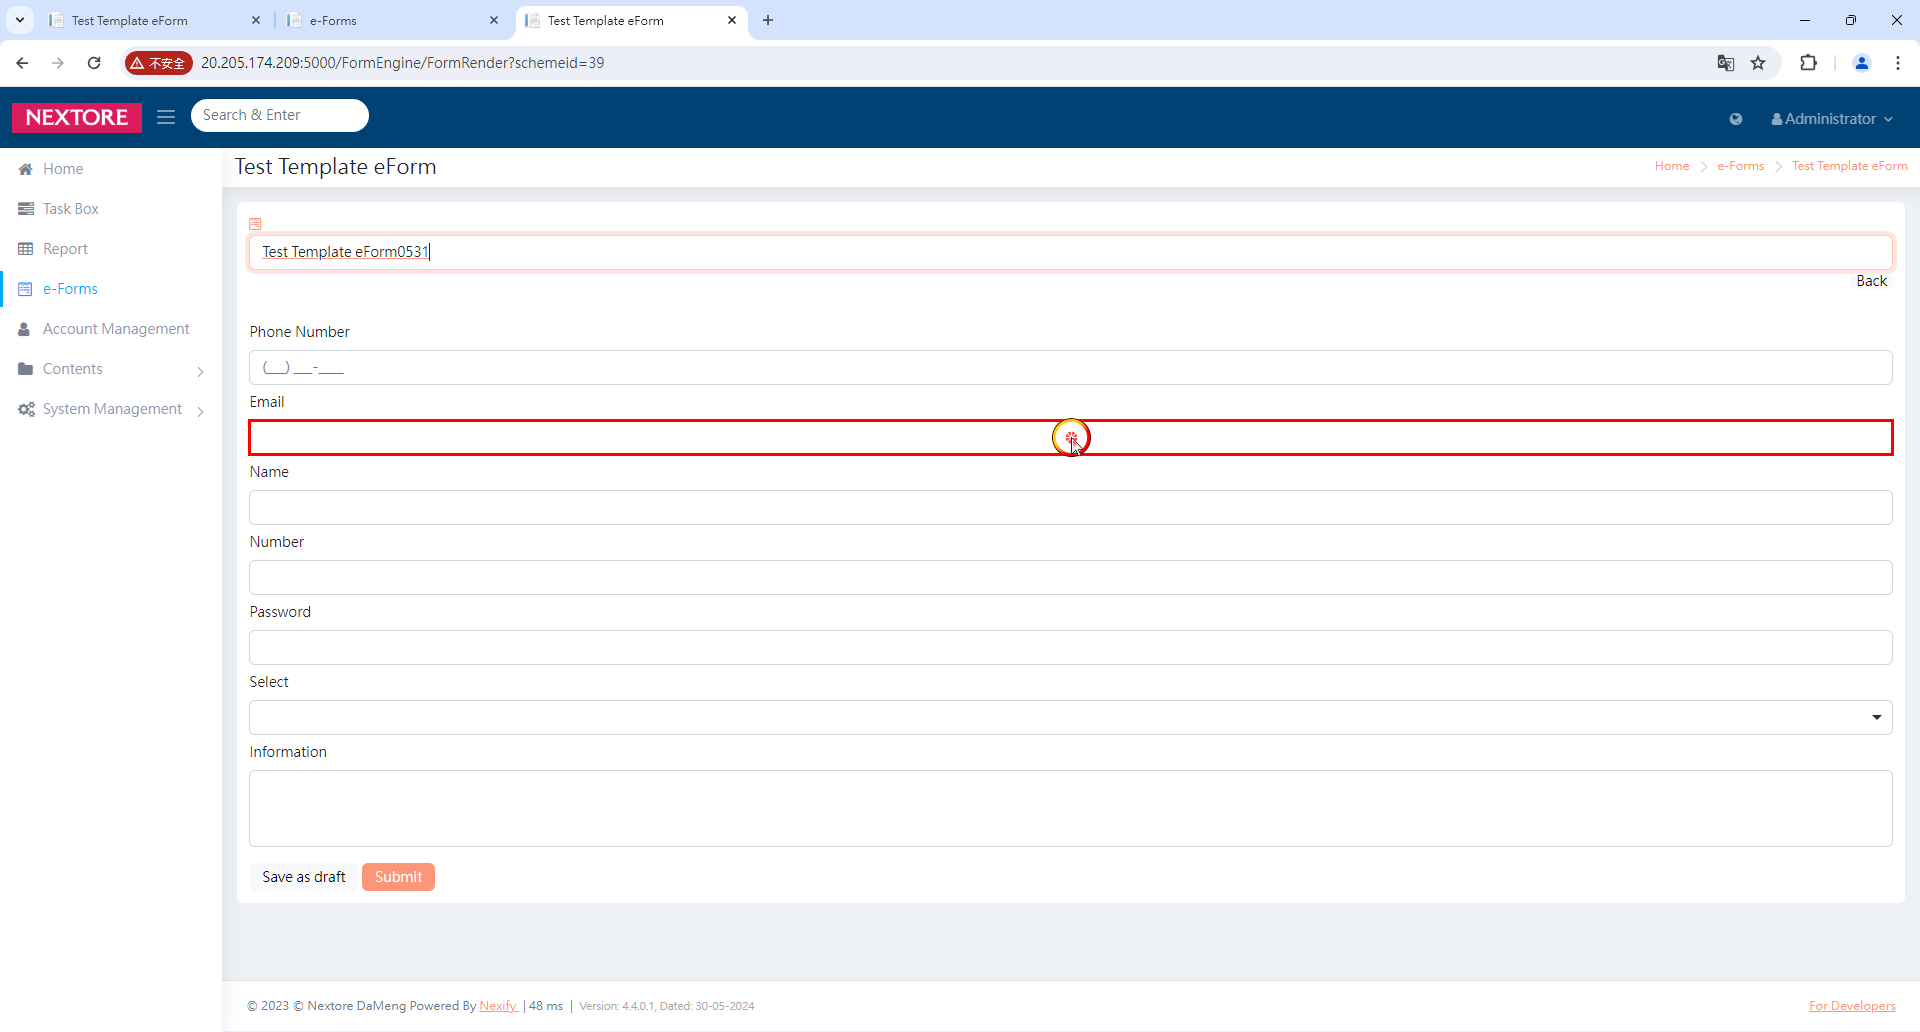 Test Template eForm
e-Forms
Test Template eForm
不安全
20.205.174.209:5000/FormEngine/FormRender?schemeid=39
NEXTORE
Search & Enter
Administrator
Home
Task Box
Report
e-Forms
Account Management
Contents
System Management
Test Template eForm
Home > e-Forms > Test Template eForm
Test Template eForm0531
Back
Phone Number
(___) ___-____
Email
Name
Number
Password
Select
Information
Save as draft
Submit
© 2023 © Nextore DaMeng Powered By Nexify | 48 ms | Version: 4.4.0.1, Dated: 30-05-2024
For Developers